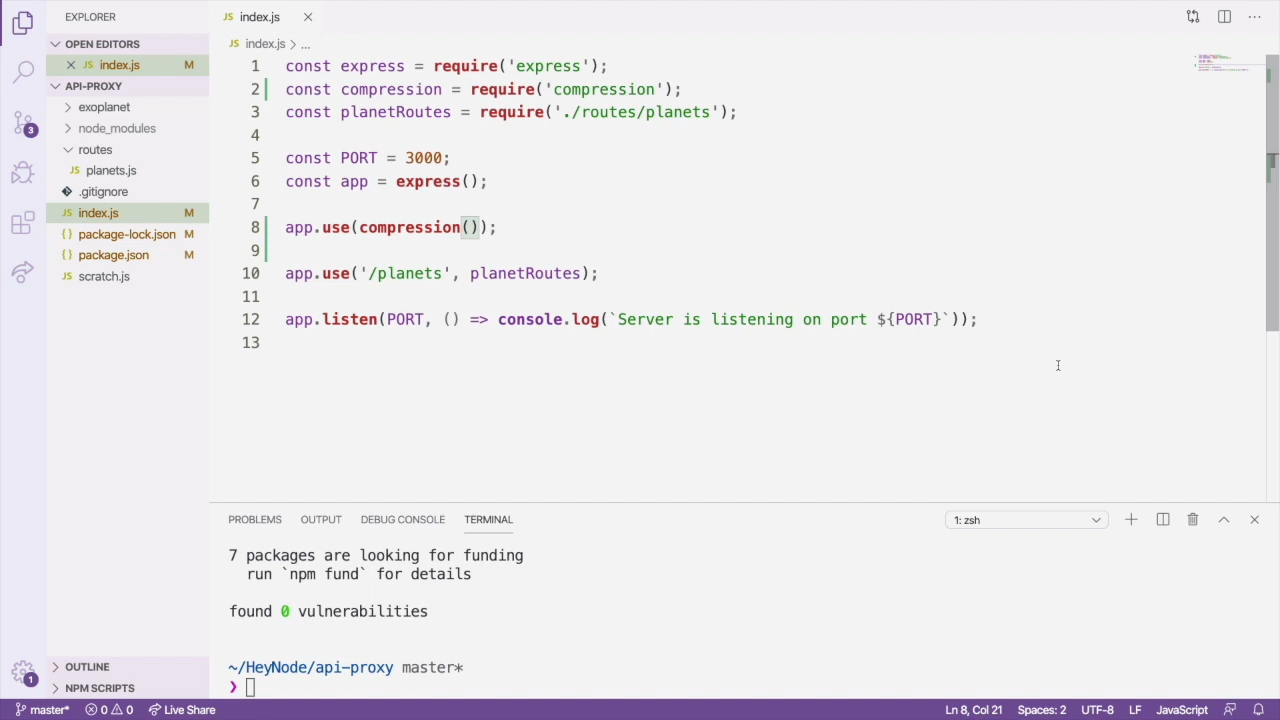 EXPLORER
index.js
OPEN EDITORS
index.js M
API-PROXY
exoplanet
node_modules
routes
planets.js
.gitignore
index.js M
package-lock.json M
package.json M
scratch.js
OUTLINE
NPM SCRIPTS
3
1
index.js > ...
1 const express = require('express');
2 const compression = require('compression');
3 const planetRoutes = require('./routes/planets');
4
5 const PORT = 3000;
6 const app = express();
7
8 app.use(compression());
9
10 app.use('/planets', planetRoutes);
11
12 app.listen(PORT, () => console.log(`Server is listening on port ${PORT}`));
13
PROBLEMS OUTPUT DEBUG CONSOLE TERMINAL 1: zsh
7 packages are looking for funding
run `npm fund` for details
found 0 vulnerabilities
~/HeyNode/api-proxy master*
❯
master* 0 0 Live Share Ln 8, Col 21 Spaces: 2 UTF-8 LF JavaScript